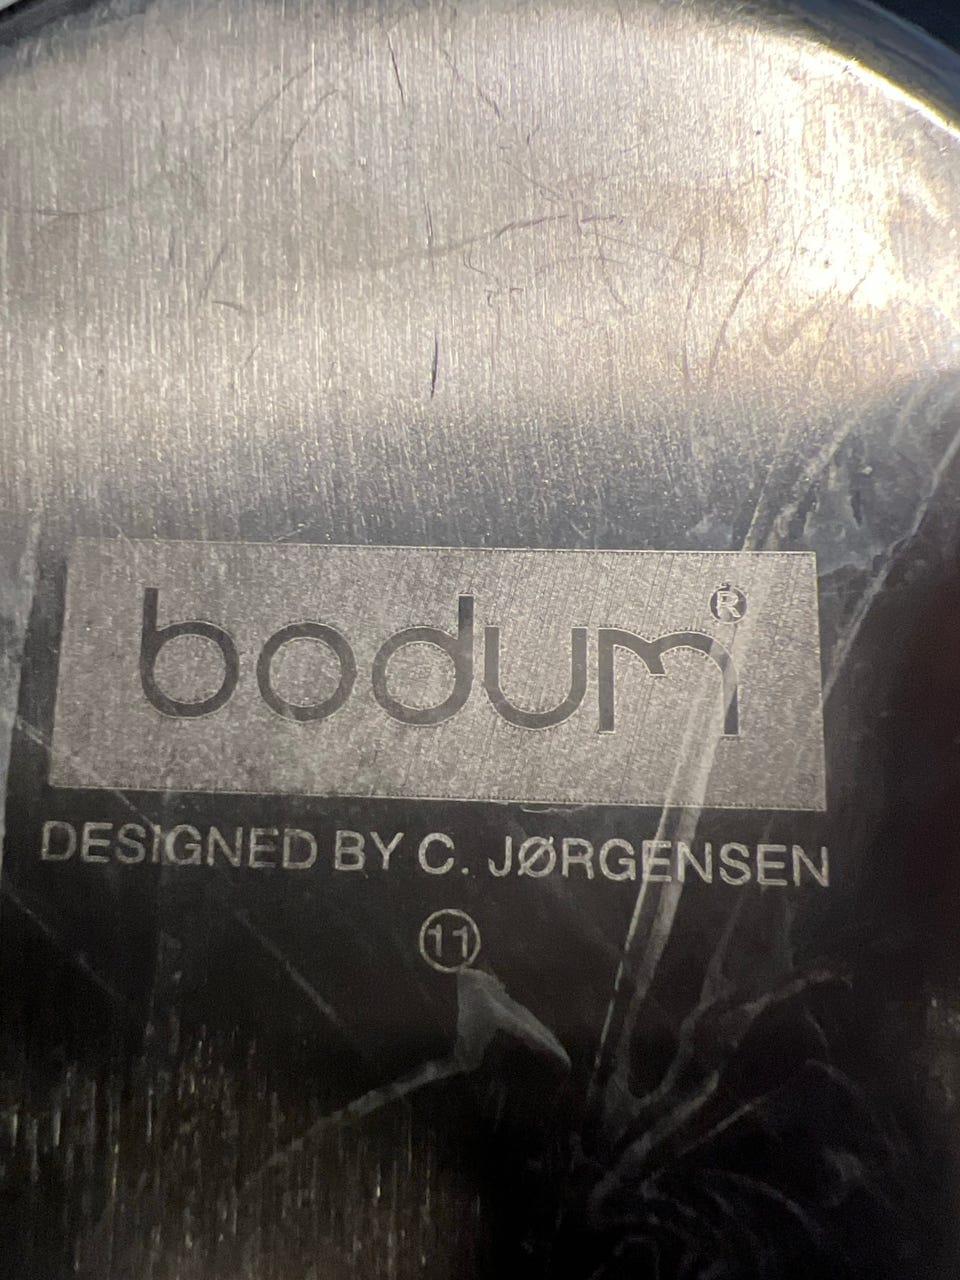 bodum®
DESIGNED BY C. JØRGENSEN
11